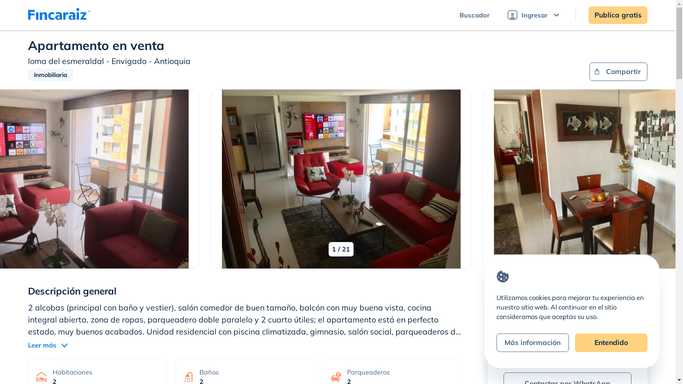 Fincaraiz
Buscador
Ingresar
Publica gratis
Apartamento en venta
loma del esmeraldal - Envigado - Antioquia
Inmobiliaria
Compartir
1 / 21
Descripción general
2 alcobas (principal con baño y vestier), salón comedor de buen tamaño, balcón con muy buena vista, cocina
integral abierta, zona de ropas, parqueadero doble paralelo y 2 cuarto útiles; el apartamento está en perfecto
estado, muy buenos acabados. Unidad residencial con piscina climatizada, gimnasio, salón social, parqueaderos d...
Leer más
Habitaciones
2
Baños
2
Parqueaderos
2
Utilizamos cookies para mejorar tu experiencia en
nuestro sitio web. Al continuar en el sitio
consideramos que aceptas su uso.
Más información
Entendido
Contactar por WhatsApp